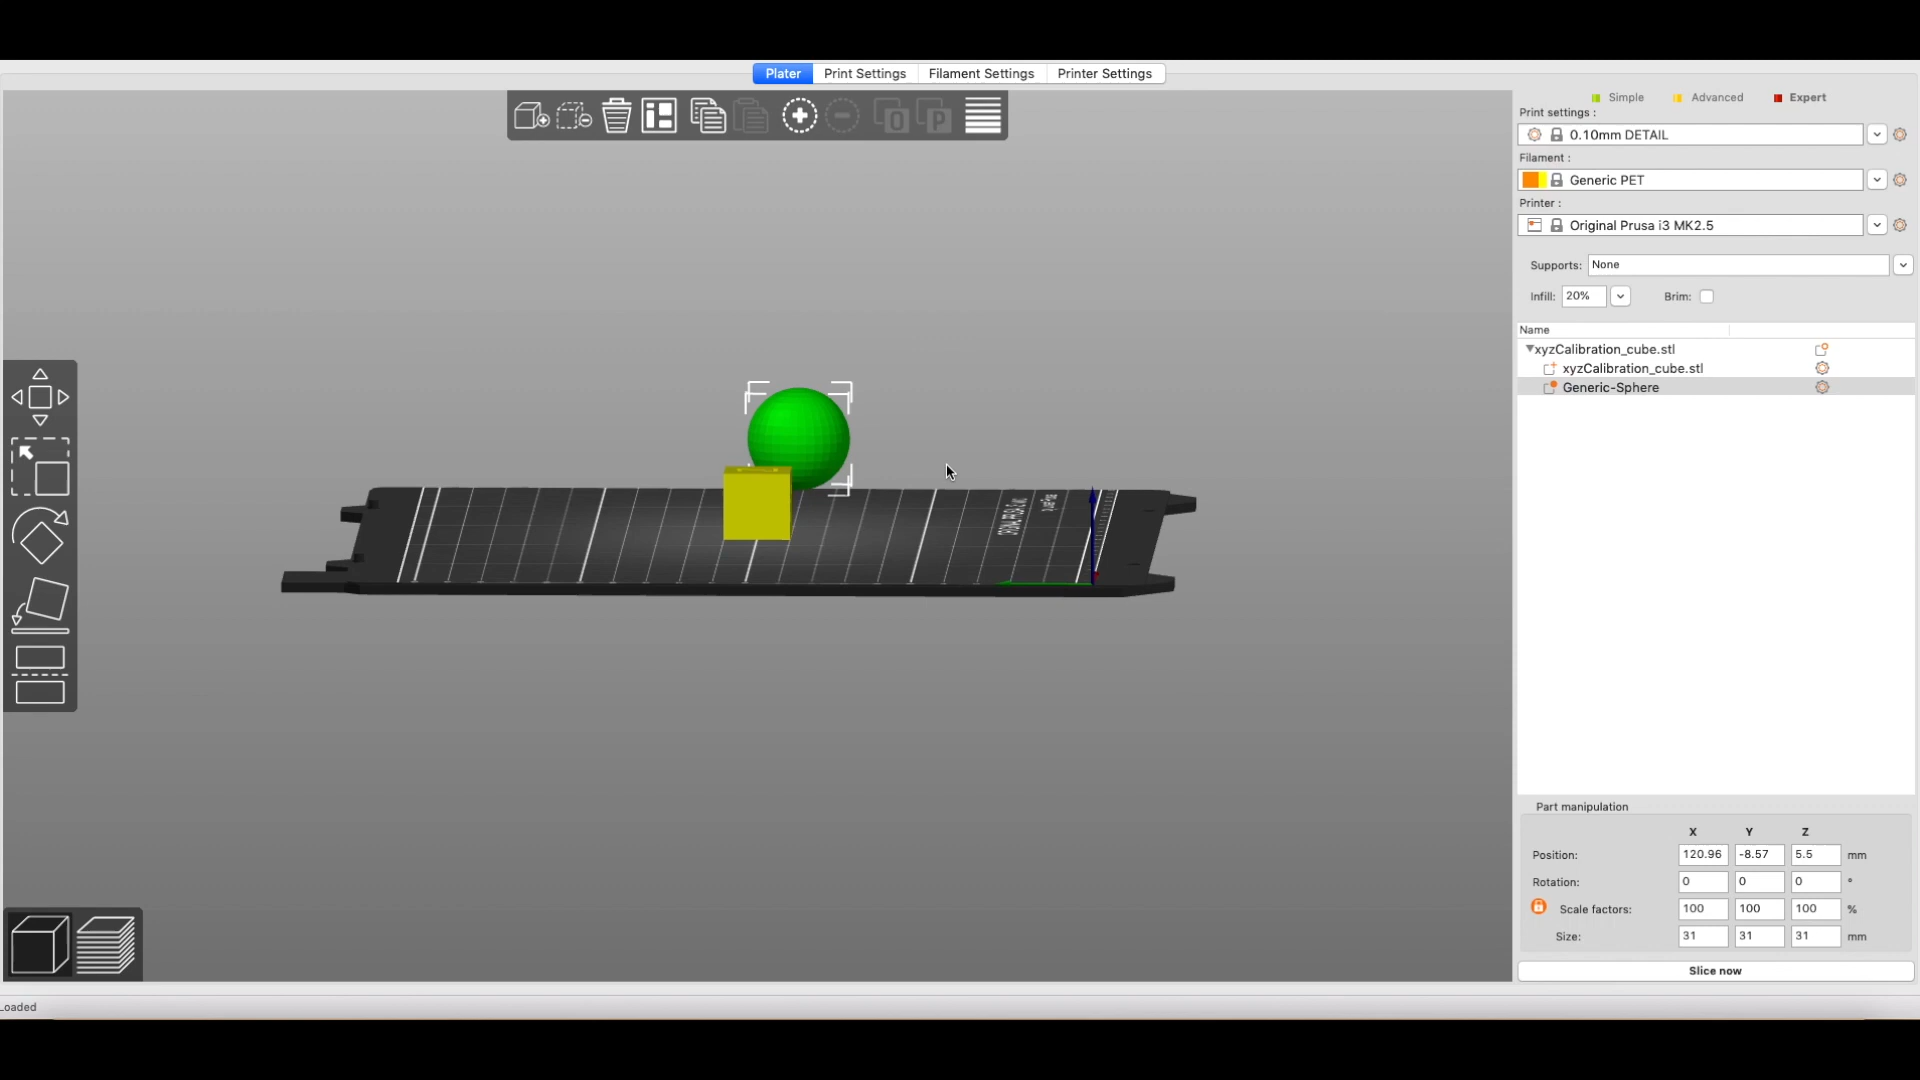 Plater Print Settings Filament Settings Printer Settings
Simple Advanced Expert
Print settings :
0.10mm DETAIL
Filament :
Generic PET
Printer :
Original Prusa i3 MK2.5
Supports: None
Infill: 20% Brim:
Name
xyzCalibration_cube.stl
xyzCalibration_cube.stl
Generic-Sphere
O P
Part manipulation
X Y Z
Position: 120.96 -8.57 5.5 mm
Rotation: 0 0 0 °
Scale factors: 100 100 100 %
Size: 31 31 31 mm
Slice now
Loaded